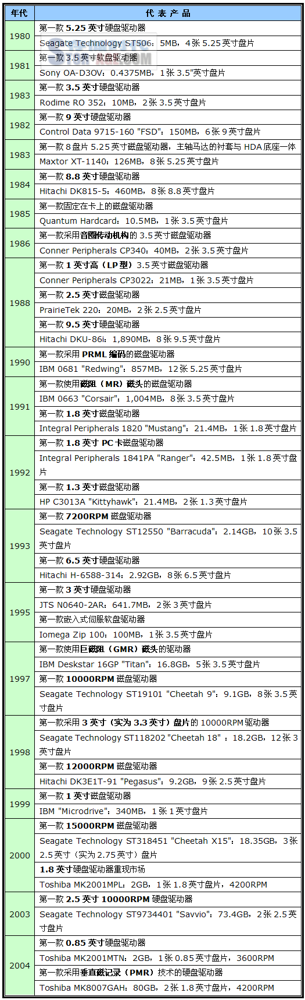 年代 代 表 产 品
1980
第一款 5.25 英寸硬盘驱动器
Seagate Technology ST506：5MB，4 张 5.25 英寸盘片
1981
第一款 3.5 英寸软盘驱动器
Sony OA-D3OV：0.4375MB，1 张 3.5"英寸盘片
1983
第一款 3.5 英寸硬盘驱动器
Rodime RO 352：10MB，2 张 3.5 英寸盘片
1982
第一款 9 英寸硬盘驱动器
Control Data 9715-160 "FSD"：150MB，6 张 9 英寸盘片
1983
第一款 8 盘片 5.25 英寸磁盘驱动器，主轴马达的衬套与 HDA 底座一体
Maxtor XT-1140：126MB，8 张 5.25 英寸盘片
1984
第一款 8.8 英寸硬盘驱动器
Hitachi DK815-5：460MB，8 张 8.8 英寸盘片
1985
第一款固定在卡上的磁盘驱动器
Quantum Hardcard：10.5MB，1 张 3.5 英寸盘片
1986
第一款采用音圈传动机构的 3.5 英寸磁盘驱动器
Conner Peripherals CP340：40MB，2 张 3.5 英寸盘片
1988
第一款 1 英寸高（LP 型）3.5 英寸磁盘驱动器
Conner Peripherals CP3022：21MB，1 张 3.5 英寸盘片
第一款 2.5 英寸磁盘驱动器
PrairieTek 220：20MB，2 张 2.5 英寸盘片
第一款 9.5 英寸硬盘驱动器
Hitachi DKU-86i：1,890MB，8 张 9.5 英寸盘片
1990
第一款采用 PRML 编码的磁盘驱动器
IBM 0681 "Redwing"：857MB，12 张 5.25 英寸盘片
1991
第一款使用磁阻（MR）磁头的磁盘驱动器
IBM 0663 "Corsair"：1,004MB，8 张 3.5 英寸盘片
第一款 1.8 英寸磁盘驱动器
Integral Peripherals 1820 "Mustang"：21.4MB，1 张 1.8 英寸盘片
1992
第一款 1.8 英寸 PC 卡磁盘驱动器
Integral Peripherals 1841PA "Ranger"：42.5MB，1 张 1.8 英寸盘
片
第一款 1.3 英寸磁盘驱动器
HP C3013A "Kittyhawk"：21.4MB，2 张 1.3 英寸盘片
1993
第一款 7200RPM 磁盘驱动器
Seagate Technology ST12550 "Barracuda"：2.14GB，10 张 3.5
英寸盘片
第一款 6.5 英寸硬盘驱动器
Hitachi H-6588-314：2.92GB，8 张 6.5 英寸盘片
1995
第一款 3 英寸硬盘驱动器
JTS N0640-2AR：641.7MB，2 张 3 英寸盘片
第一款嵌入式伺服软盘驱动器
Iomega Zip 100：100MB，1 张 3.5 英寸盘片
1997
第一款使用巨磁阻（GMR）磁头的驱动器
IBM Deskstar 16GP "Titan"：16.8GB，5 张 3.5 英寸盘片
第一款 10000RPM 磁盘驱动器
Seagate Technology ST19101 "Cheetah 9"：9.1GB，8 张 3.5 英
寸盘片
1998
第一款采用 3 英寸（实为 3.3 英寸）盘片的 10000RPM 驱动器
Seagate Technology ST118202 "Cheetah 18" ：18.2GB，12 张 3
英寸盘片
第一款 12000RPM 磁盘驱动器
Hitachi DK3E1T-91 "Pegasus"：9.2GB，9 张 2.5 英寸盘片
1999
第一款 1 英寸磁盘驱动器
IBM "Microdrive"：340MB，1 张 1 英寸盘片
2000
第一款 15000RPM 磁盘驱动器
Seagate Technology ST318451 "Cheetah X15"：18.35GB，3 张
2.5 英寸（实为 2.75 英寸）盘片
1.8 英寸硬盘驱动器重现市场
Toshiba MK2001MPL：2GB，1 张 1.8 英寸盘片，4200RPM
2003
第一款 2.5 英寸 10000RPM 硬盘驱动器
Seagate Technology ST9734401 "Savvio"：73.4GB，2 张 2.5 英
寸盘片
2004
第一款 0.85 英寸硬盘驱动器
Toshiba MK2001MTN：2GB，1 张 0.85 英寸盘片，3600RPM
第一款采用垂直磁记录（PMR）技术的硬盘驱动器
Toshiba MK8007GAH：80GB，2 张 1.8 英寸盘片，4200RPM